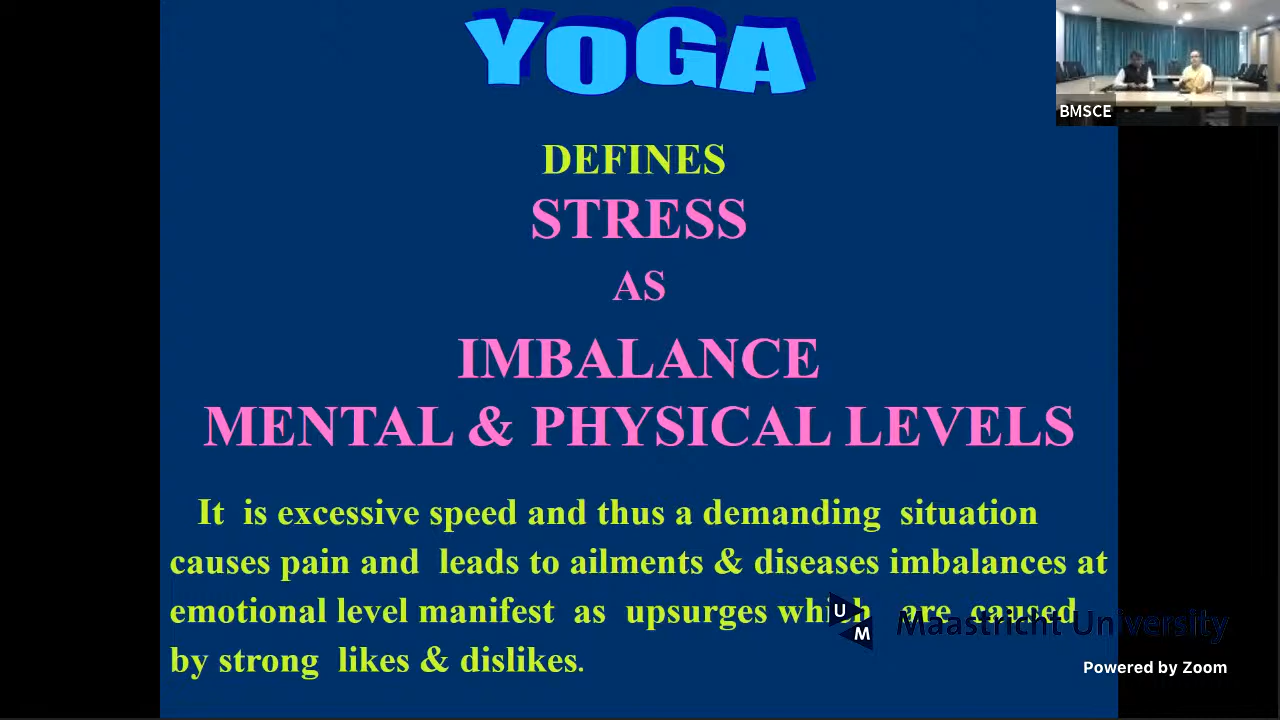 YOGA
BMSCE
DEFINES
STRESS
AS
IMBALANCE
MENTAL & PHYSICAL LEVELS
It is excessive speed and thus a demanding situation
causes pain and leads to ailments & diseases imbalances at
emotional level manifest as upsurges which are caused
by strong likes & dislikes.
UM Maastricht University
Powered by Zoom